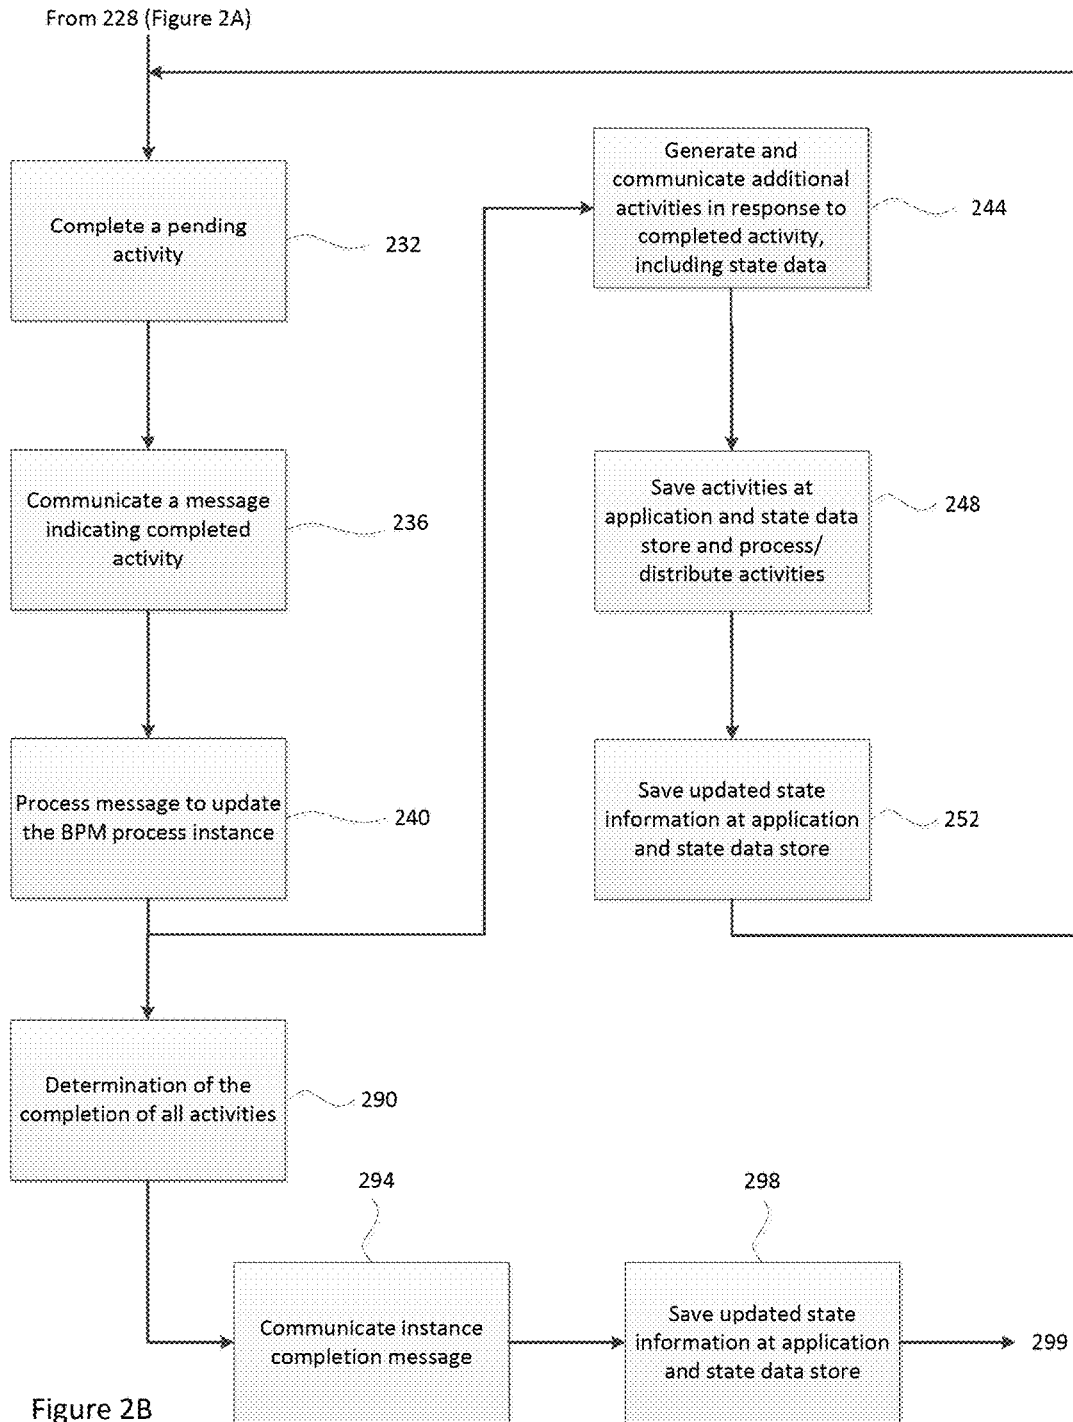 From 228 (Figure 2A)
Complete a pending
activity
232
Communicate a message
indicating completed
activity
236
Process message to update
the BPM process instance
240
Generate and
communicate additional
activities in response to
completed activity,
including state data
244
Save activities at
application and state data
store and process/
distribute activities
248
Save updated state
information at application
and state data store
252
Determination of the
completion of all activities
290
294
Communicate instance
completion message
298
Save updated state
information at application
and state data store
299
Figure 2B